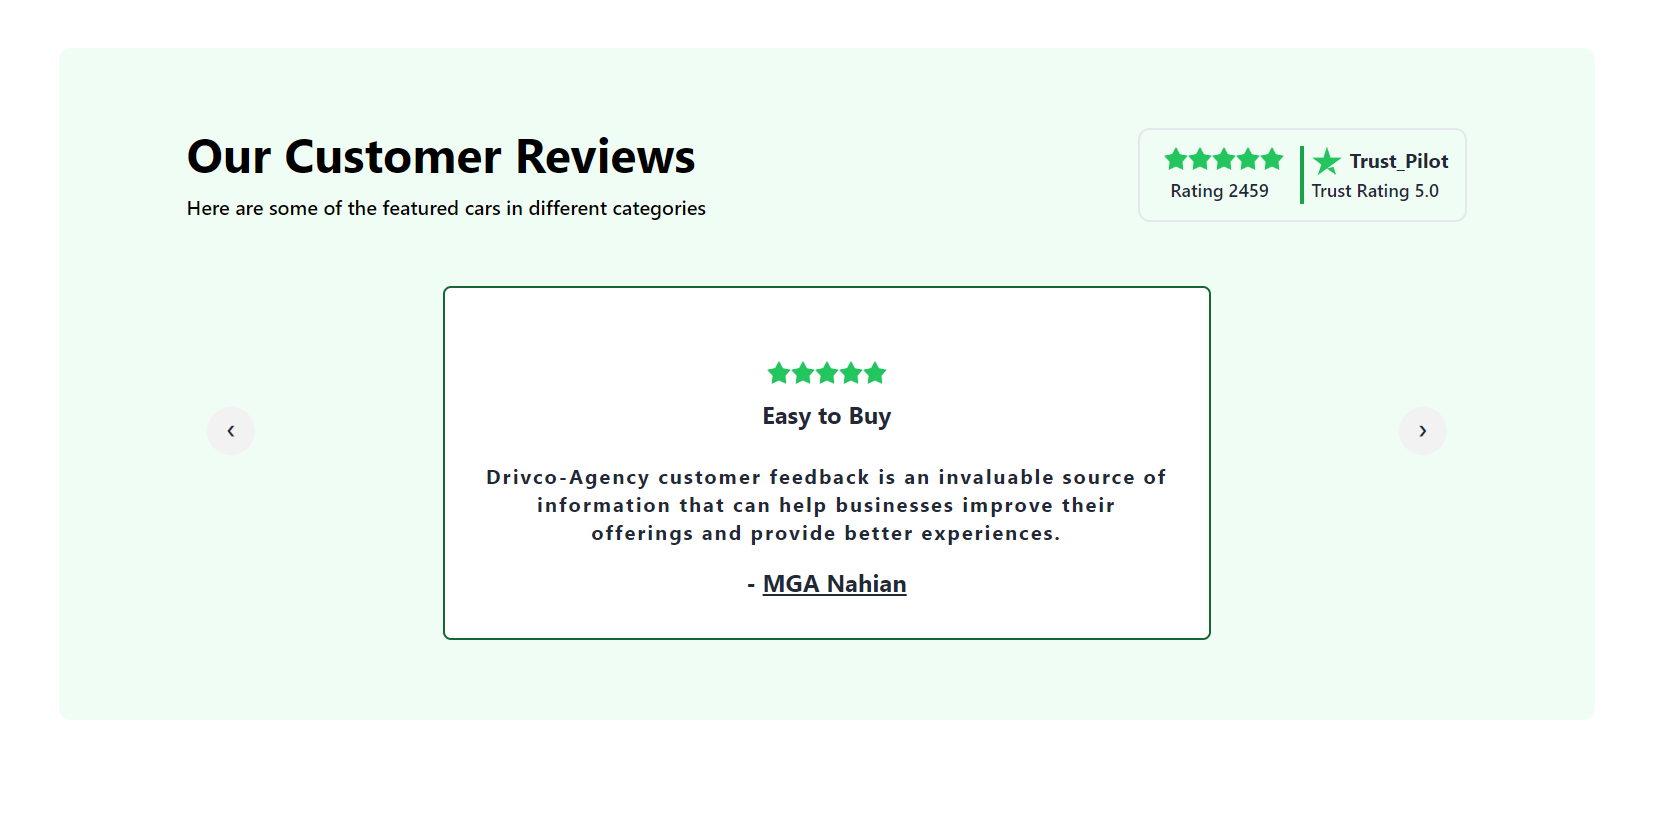 Our Customer Reviews
Here are some of the featured cars in different categories
Rating 2459
Trust_Pilot
Trust Rating 5.0
Easy to Buy
Drivco-Agency customer feedback is an invaluable source of
information that can help businesses improve their
offerings and provide better experiences.
- MGA Nahian
‹
›